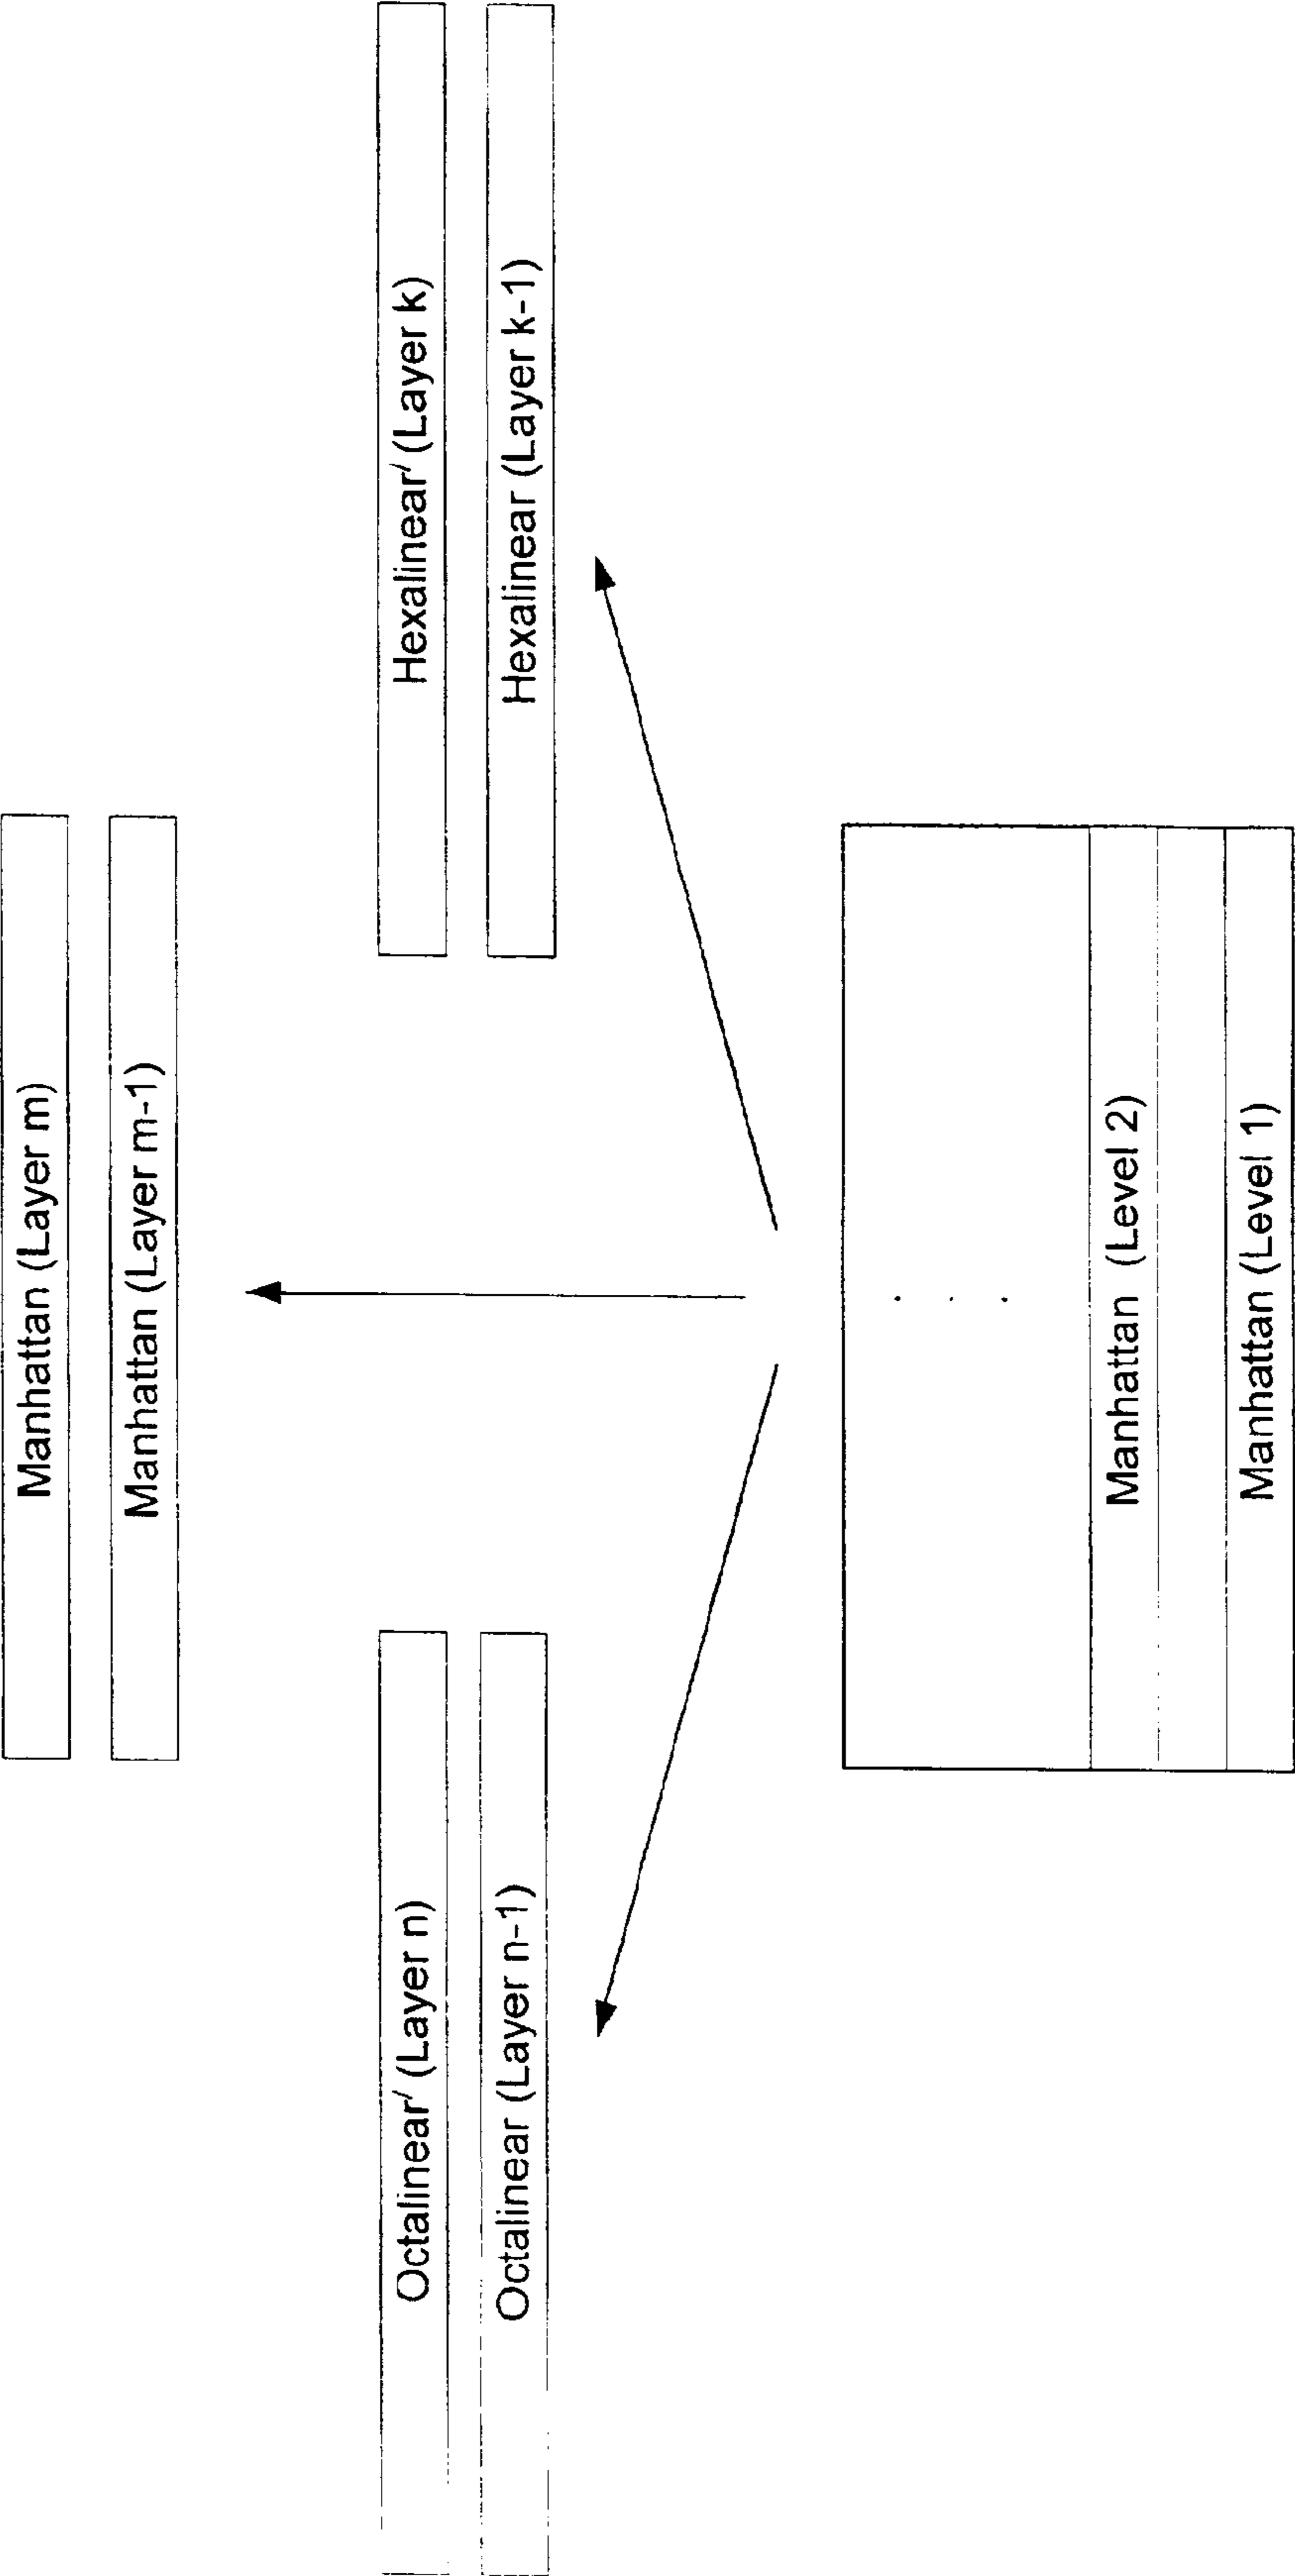 Manhattan (Layer m)
Manhattan (Layer m-1)
Octalinear' (Layer n)
Octalinear (Layer n-1)
Hexalinear' (Layer k)
Hexalinear (Layer k-1)
Manhattan (Level 2)
Manhattan (Level 1)